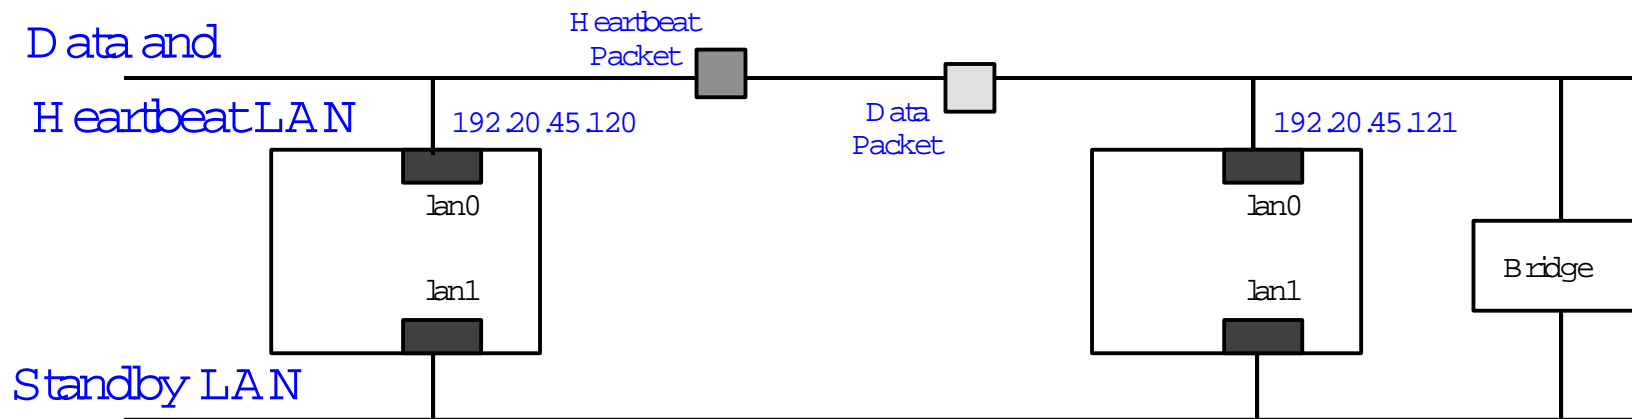 Data and
Heartbeat LAN
Heartbeat
Packet
Data
Packet
192.20.45.120
192.20.45.121
lan0
lan0
lan1
lan1
Bridge
Standby LAN